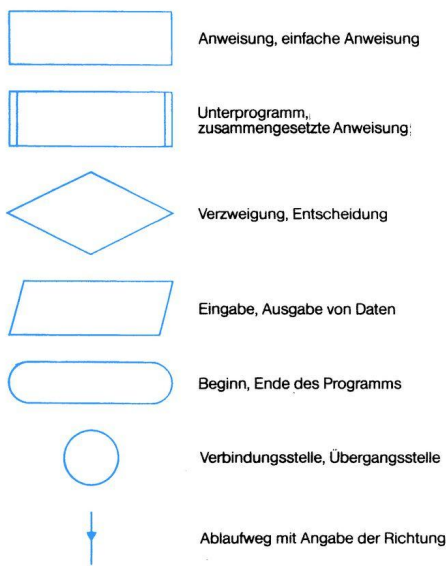 Anweisung, einfache Anweisung
Unterprogramm,
zusammengesetzte Anweisung
Verzweigung, Entscheidung
Eingabe, Ausgabe von Daten
Beginn, Ende des Programms
Verbindungsstelle, Übergangsstelle
Ablaufweg mit Angabe der Richtung